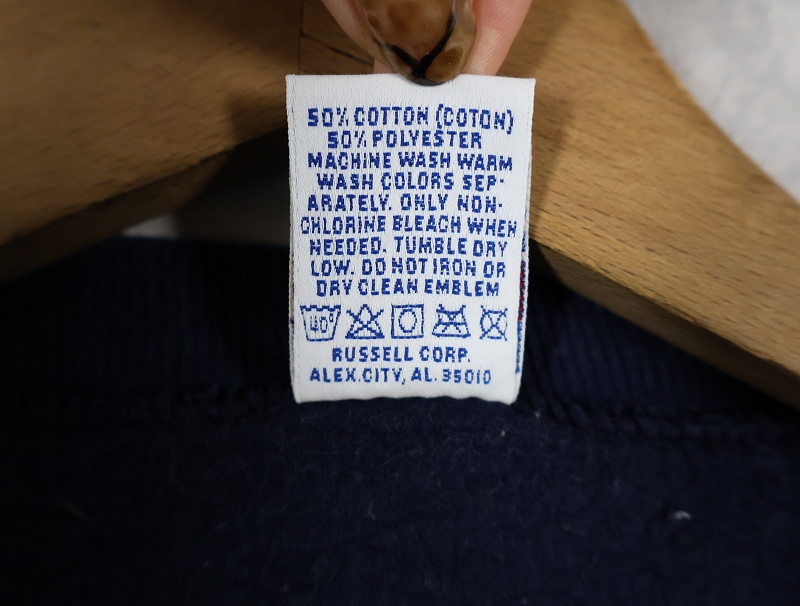 50% COTTON (COTON)
50% POLYESTER
MACHINE WASH WARM
WASH COLORS SEP-
ARATELY. ONLY NON-
CHLORINE BLEACH WHEN
NEEDED. TUMBLE DRY
LOW. DO NOT IRON OR
DRY CLEAN EMBLEM
40°
RUSSELL CORP.
ALEX.CITY, AL. 35010